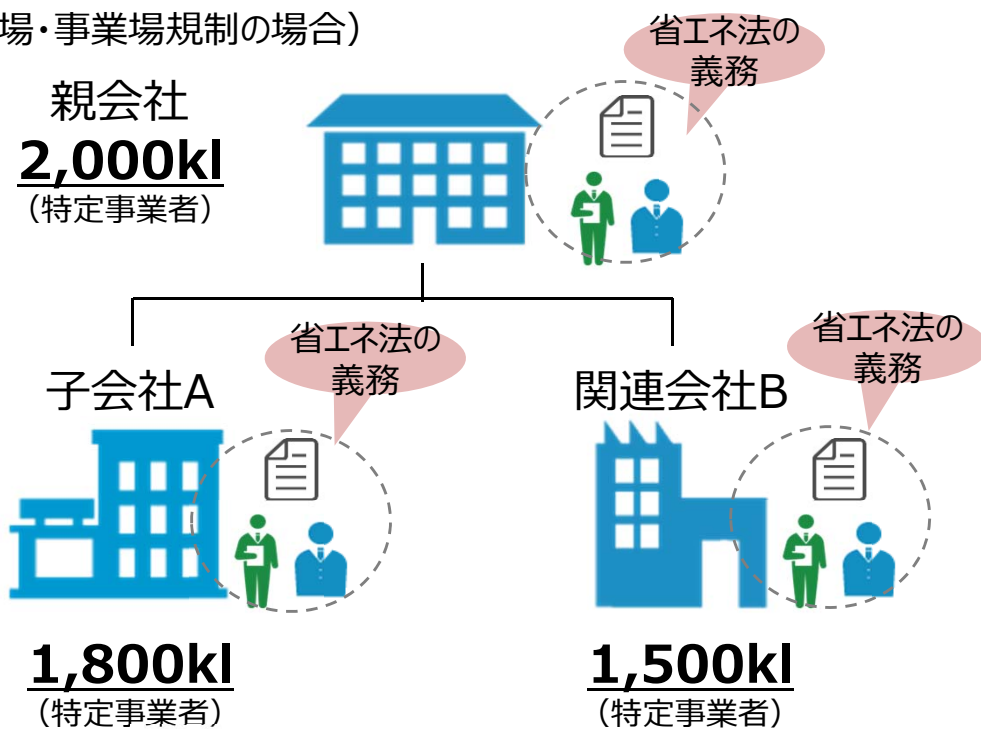 場・事業場規制の場合）
省エネ法の
義務
親会社
2,000kl
（特定事業者）
省エネ法の
義務
省エネ法の
義務
子会社A
関連会社B
1,800kl
（特定事業者）
1,500kl
（特定事業者）